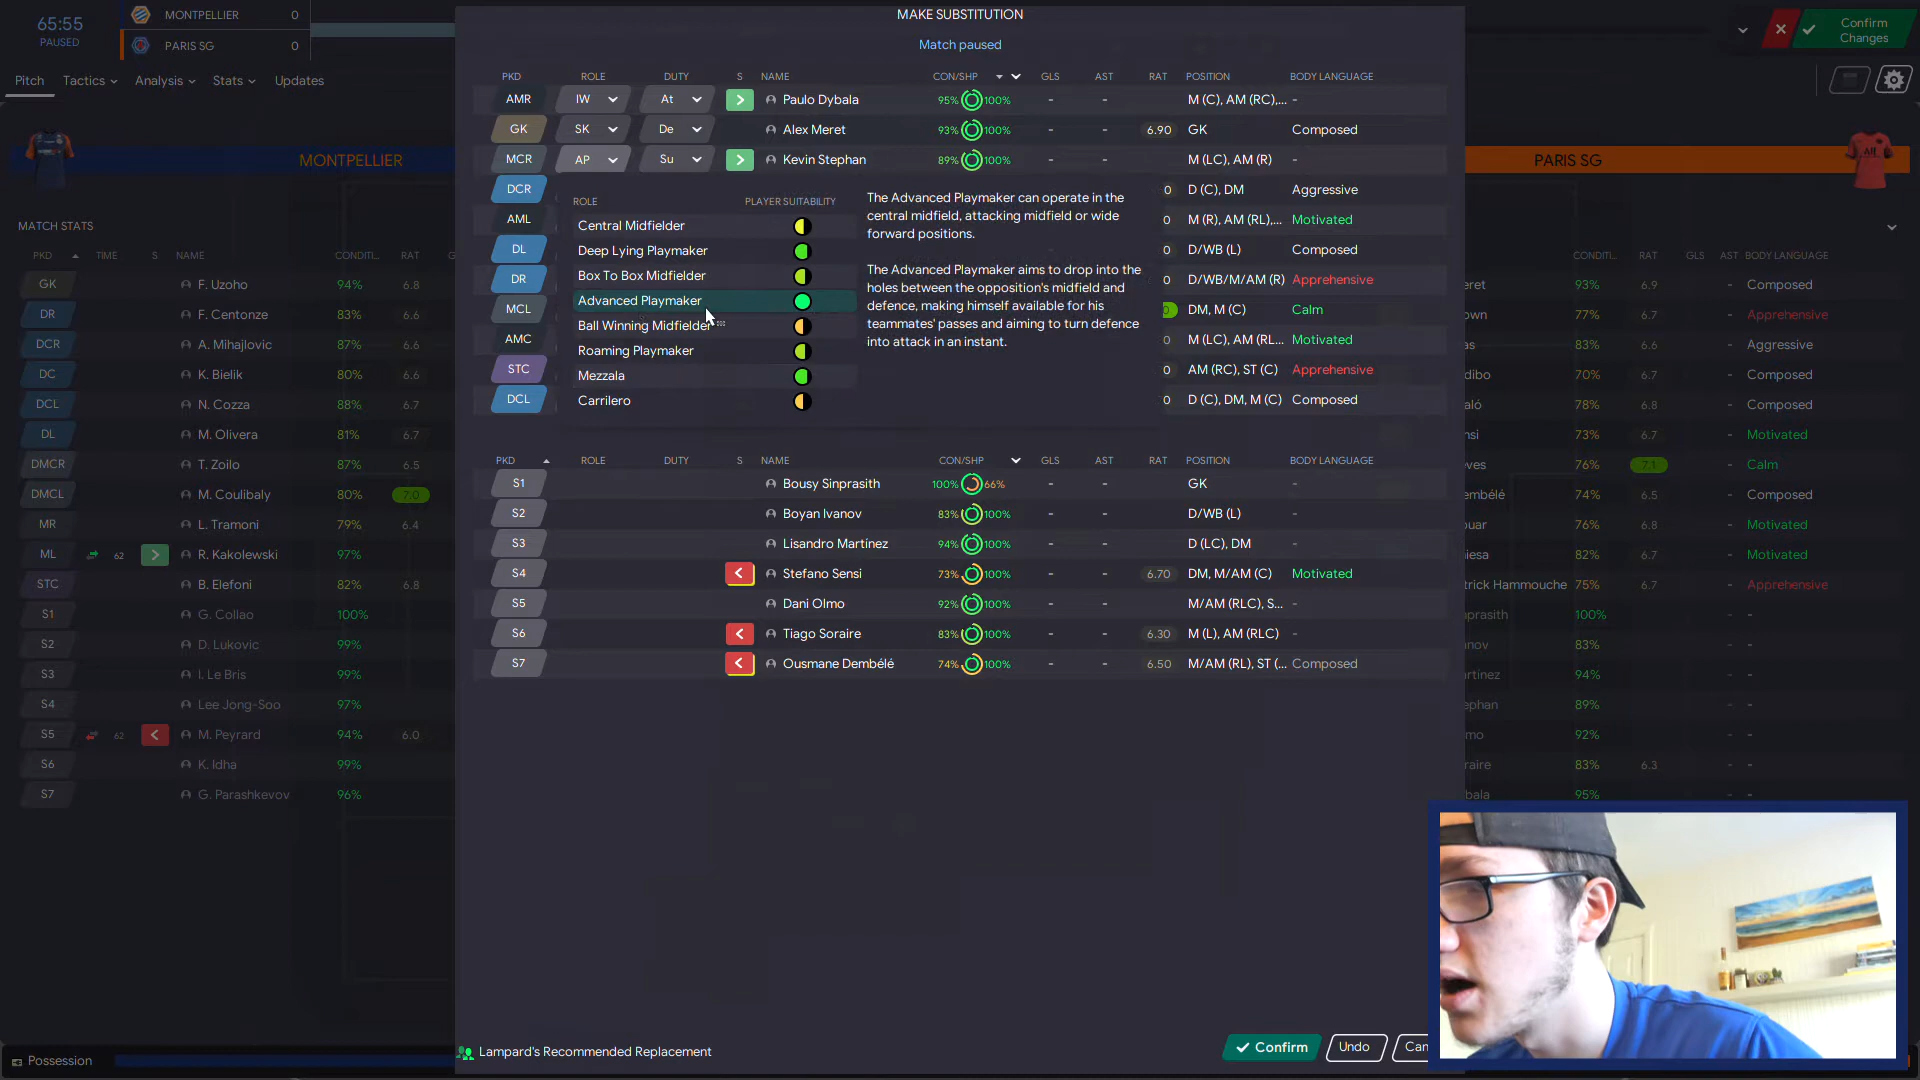 65:55
PAUSED
MONTPELLIER 0
PARIS SG 0
Pitch Tactics Analysis Stats Updates
MAKE SUBSTITUTION
Match paused
Confirm Changes
MONTPELLIER
PARIS SG
MATCH STATS
PKD TIME S NAME CONDITI... RAT G
GK F. Uzoho 94% 6.8
DR F. Centonze 83% 6.6
DCR A. Mihajlovic 87% 6.6
DC K. Bielik 80% 6.6
DCL N. Cozza 88% 6.7
DL M. Olivera 81% 6.7
DMCR T. Zoilo 87% 6.5
DMCL M. Coulibaly 80% 7.0
MR L. Tramoni 79% 6.4
ML 62 R. Kakolewski 97%
STC B. Elefoni 82% 6.8
S1 G. Collao 100%
S2 D. Lukovic 99%
S3 I. Le Bris 99%
S4 Lee Jong-Soo 97%
S5 62 M. Peyrard 94% 6.0
S6 K. Idha 99%
S7 G. Parashkevov 96%
PKD ROLE DUTY S NAME CON/SHP GLS AST RAT POSITION BODY LANGUAGE
AMR IW At Paulo Dybala 95% 100% - - M (C), AM (RC),... -
GK SK De Alex Meret 93% 100% - - 6.90 GK Composed
MCR AP Su Kevin Stephan 89% 100% - - M (LC), AM (R) -
DCR 0 D (C), DM Aggressive
AML 0 M (R), AM (RL),... Motivated
DL 0 D/WB (L) Composed
DR 0 D/WB/M/AM (R) Apprehensive
MCL 0 DM, M (C) Calm
AMC 0 M (LC), AM (RL... Motivated
STC 0 AM (RC), ST (C) Apprehensive
DCL 0 D (C), DM, M (C) Composed
ROLE PLAYER SUITABILITY
Central Midfielder
Deep Lying Playmaker
Box To Box Midfielder
Advanced Playmaker
Ball Winning Midfielder
Roaming Playmaker
Mezzala
Carrilero
The Advanced Playmaker can operate in the
central midfield, attacking midfield or wide
forward positions.
The Advanced Playmaker aims to drop into the
holes between the opposition's midfield and
defence, making himself available for his
teammates' passes and aiming to turn defence
into attack in an instant.
PKD ROLE DUTY S NAME CON/SHP GLS AST RAT POSITION BODY LANGUAGE
S1 Bousy Sinprasith 100% 66% - - GK -
S2 Boyan Ivanov 83% 100% - - D/WB (L) -
S3 Lisandro Martinez 94% 100% - - D (LC), DM -
S4 Stefano Sensi 73% 100% - - 6.70 DM, M/AM (C) Motivated
S5 Dani Olmo 92% 100% - - M/AM (RLC), S... -
S6 Tiago Soraire 83% 100% - - 6.30 M (L), AM (RLC) -
S7 Ousmane Dembélé 74% 100% - - 6.50 M/AM (RL), ST (... Composed
CONDITI... RAT GLS AST BODY LANGUAGE
eret 93% 6.9 - Composed
own 77% 6.7 - Apprehensive
as 83% 6.6 - Aggressive
dibo 70% 6.7 - Composed
aló 78% 6.8 - Composed
nsi 73% 6.7 - Motivated
ves 76% 7.1 - Calm
embélé 74% 6.5 - Composed
uar 76% 6.8 - Motivated
iesa 82% 6.7 - Motivated
trick Hammouche 75% 6.7 - Apprehensive
nprasith 100% - -
nov 83% - -
artinez 94% - -
ephan 89% - -
mo 92% - -
raire 83% 6.3 - -
bala 95% - -
Possession
Lampard's Recommended Replacement
Confirm Undo Can